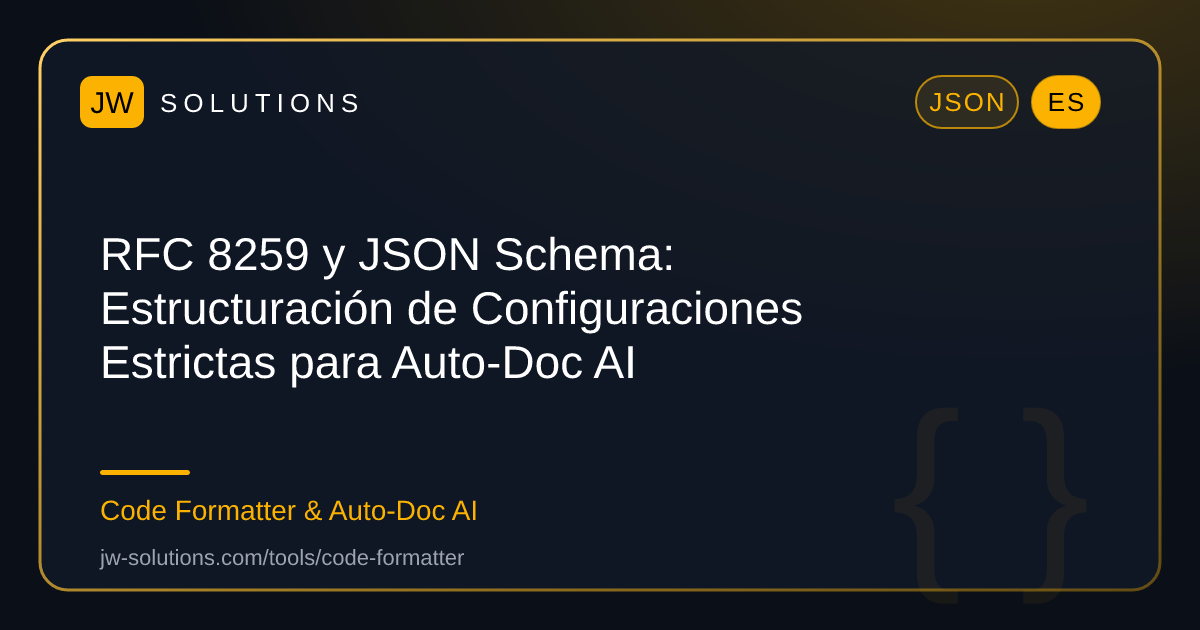 JW SOLUTIONS
JSON ES
RFC 8259 y JSON Schema:
Estructuración de Configuraciones
Estrictas para Auto-Doc AI
Code Formatter & Auto-Doc AI
jw-solutions.com/tools/code-formatter
{ }